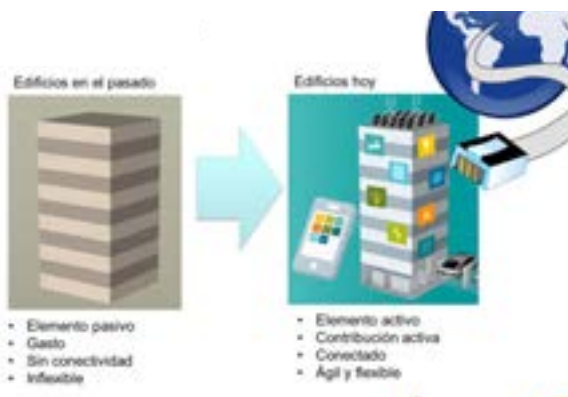 Edificios en el pasado
Edificios hoy
• Elemento pasivo
• Gasto
• Sin conectividad
• Inflexible
• Elemento activo
• Contribución activa
• Conectado
• Ágil y flexible